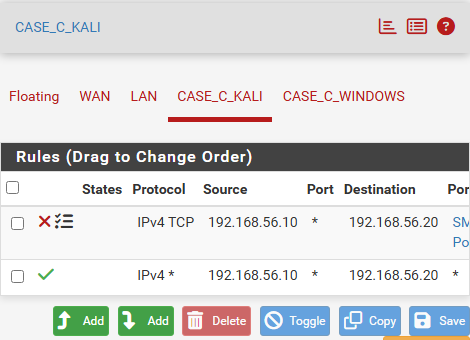 CASE_C_KALI
Floating WAN LAN CASE_C_KALI CASE_C_WINDOWS
Rules (Drag to Change Order)
States Protocol Source Port Destination
IPv4 TCP 192.168.56.10 * 192.168.56.20 SM
Po
IPv4 * 192.168.56.10 * 192.168.56.20 *
Add Add Delete Toggle Copy Save